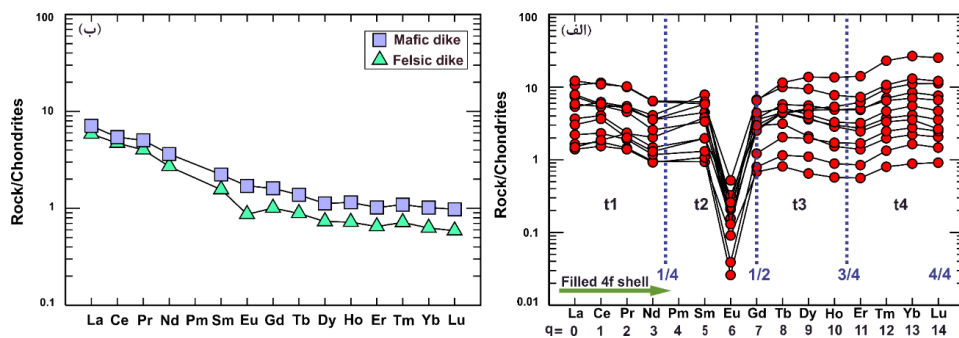 (ب)
Mafic dike
Felsic dike
Rock/Chondrites
100
10
1
0.1
La Ce Pr Nd Pm Sm Eu Gd Tb Dy Ho Er Tm Yb Lu
(الف)
Rock/Chondrites
100
10
1
0.1
0.01
t1 t2 t3 t4
1/4 1/2 3/4 4/4
Filled 4f shell
La Ce Pr Nd Pm Sm Eu Gd Tb Dy Ho Er Tm Yb Lu
q= 0 1 2 3 4 5 6 7 8 9 10 11 12 13 14